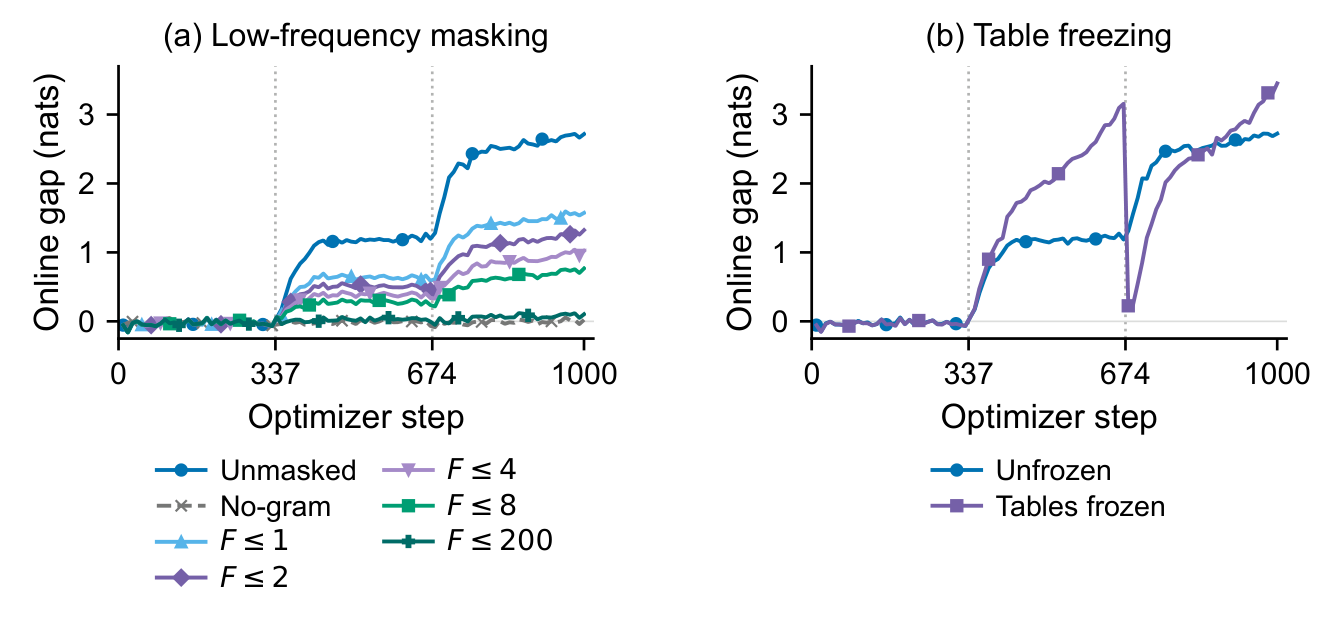 (a) Low-frequency masking
Online gap (nats)
3
2
1
0
0 337 674 1000
Optimizer step
Unmasked
No-gram
F ≤ 1
F ≤ 2
F ≤ 4
F ≤ 8
F ≤ 200
(b) Table freezing
Online gap (nats)
3
2
1
0
0 337 674 1000
Optimizer step
Unfrozen
Tables frozen